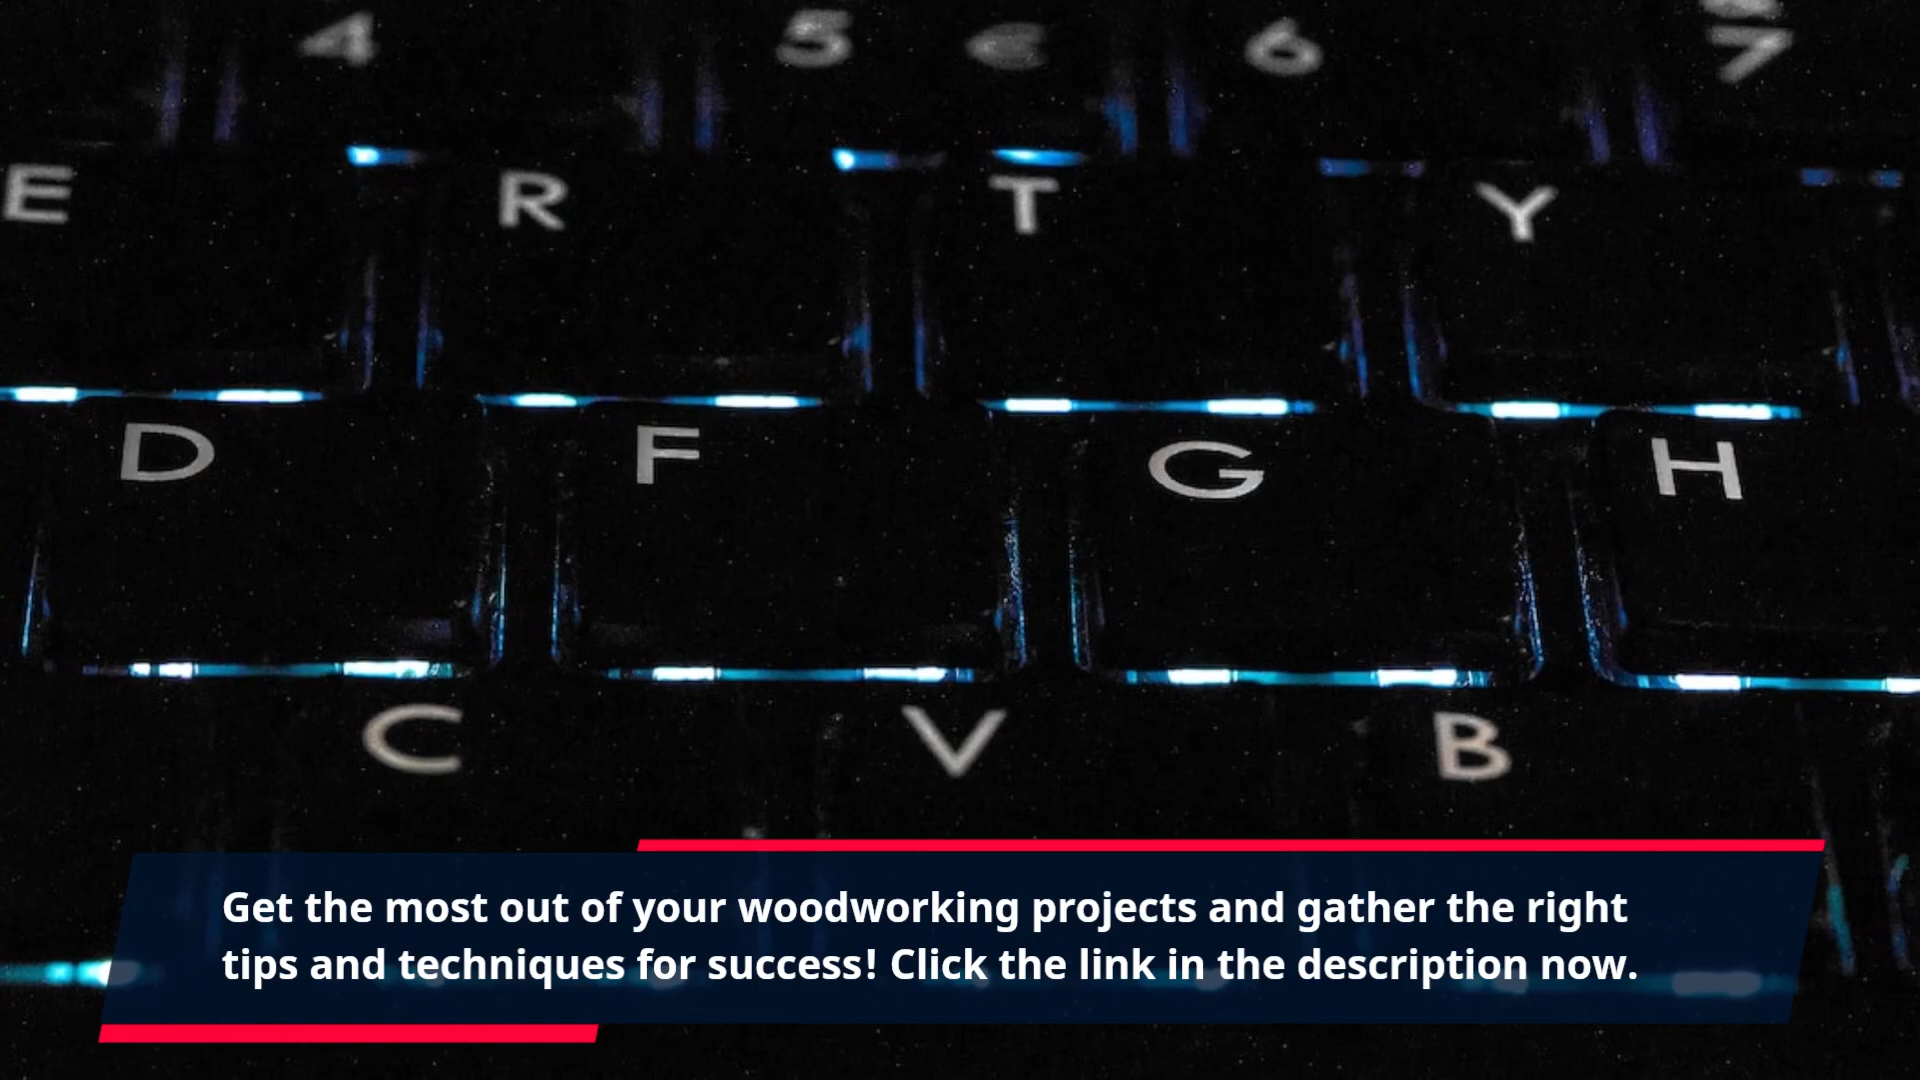 4 5 € 6 7
E R T Y
D F G H
C V B
Get the most out of your woodworking projects and gather the right
tips and techniques for success! Click the link in the description now.